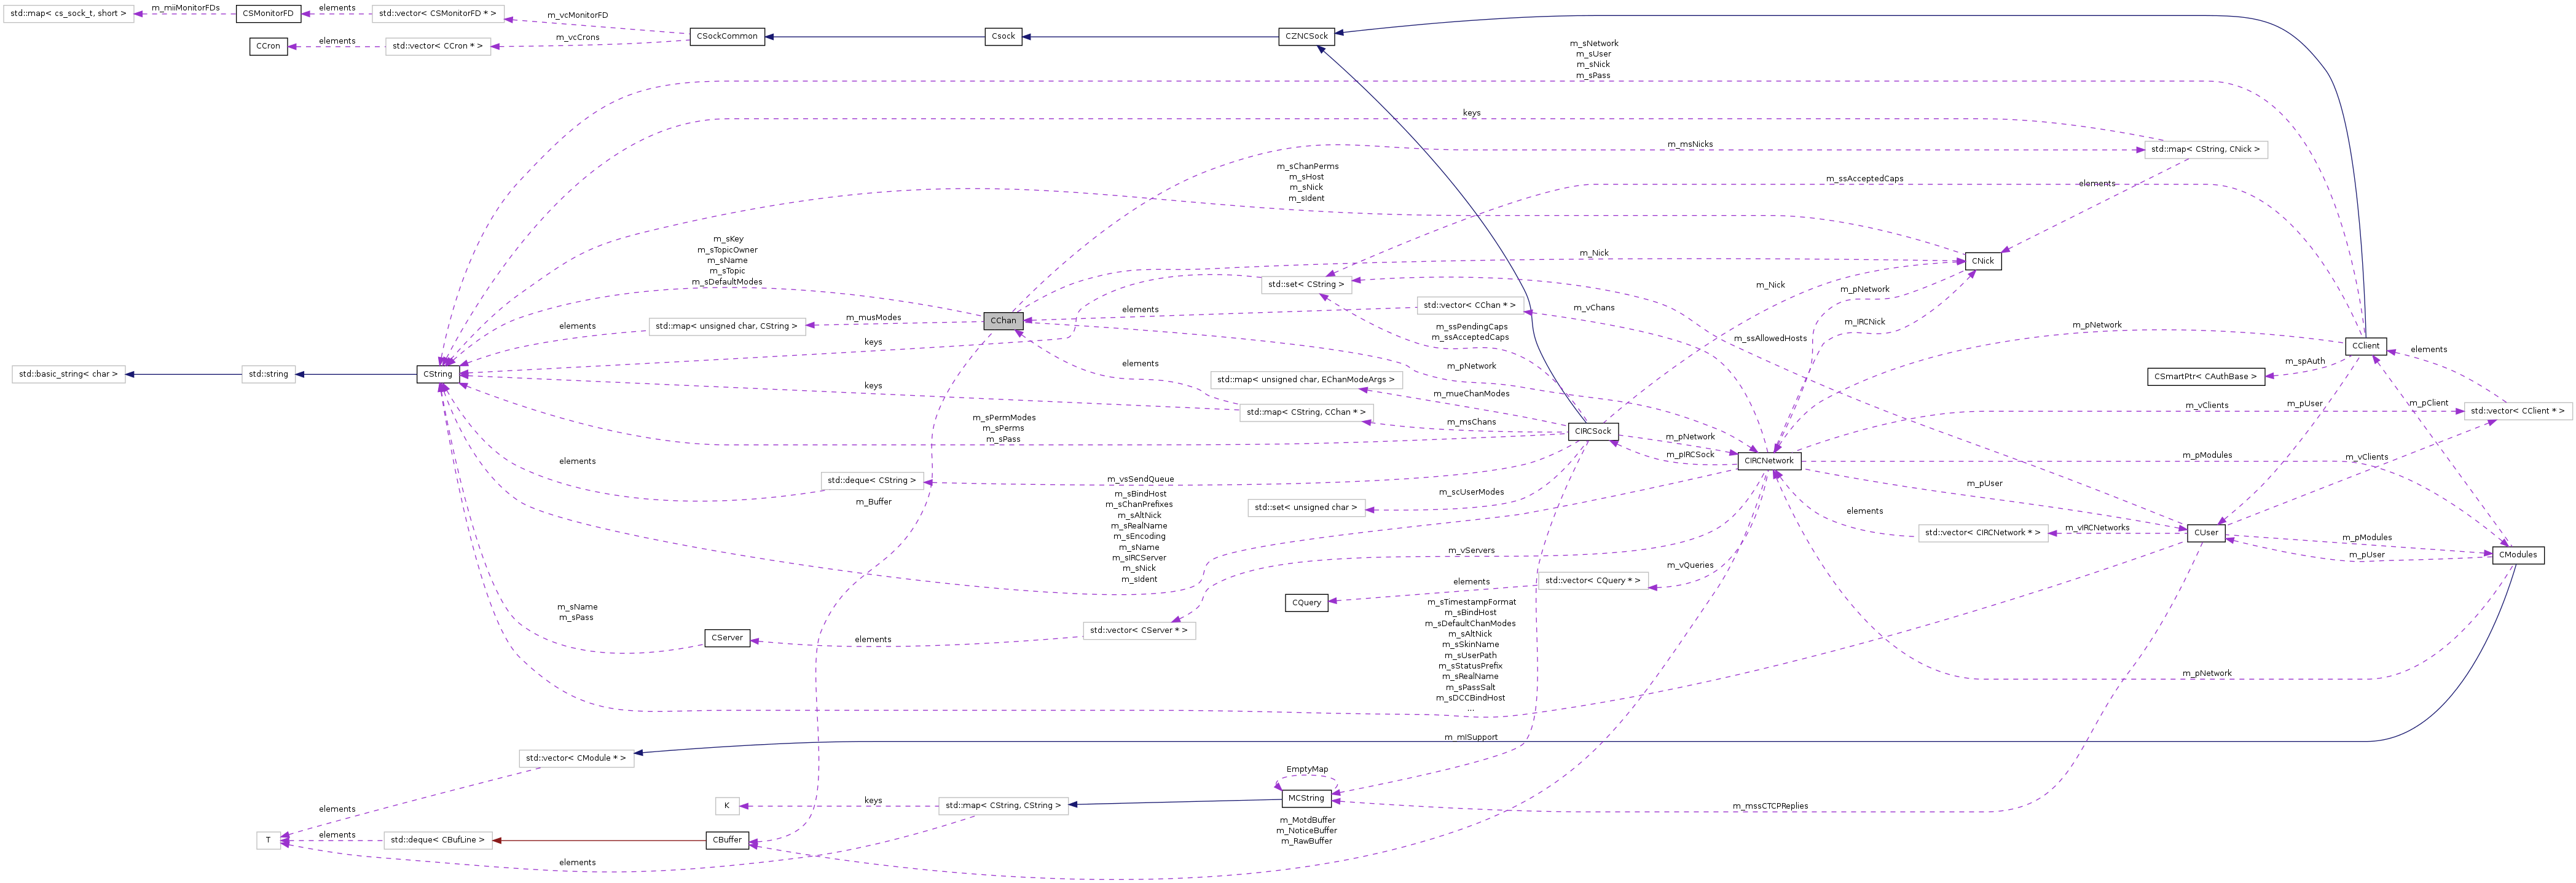 std::map< cs_sock_t, short >
m_miiMonitorFDs
CSMonitorFD
elements
std::vector< CSMonitorFD * >
m_vcMonitorFD
CCron
elements
std::vector< CCron * >
m_vcCrons
CSockCommon
Csock
CZNCSock
m_sNetwork
m_sUser
m_sNick
m_sPass
keys
m_msNicks
std::map< CString, CNick >
m_sChanPerms
m_sHost
m_sNick
m_sIdent
m_ssAcceptedCaps
elements
m_sKey
m_sTopicOwner
m_sName
m_sTopic
m_sDefaultModes
m_Nick
CNick
std::set< CString >
m_Nick
m_pNetwork
elements
std::vector< CChan * >
m_vChans
CChan
m_musModes
std::map< unsigned char, CString >
elements
m_IRCNick
m_ssPendingCaps
m_ssAcceptedCaps
m_ssAllowedHosts
m_pNetwork
keys
CClient
elements
std::basic_string< char >
std::string
CString
elements
m_pNetwork
m_spAuth
CSmartPtr< CAuthBase >
std::map< unsigned char, EChanModeArgs >
keys
m_mueChanModes
std::map< CString, CChan * >
m_msChans
m_vClients
m_pUser
m_pClient
std::vector< CClient * >
m_sPermModes
m_sPerms
m_sPass
CIRCSock
m_pNetwork
m_pIRCSock
CIRCNetwork
m_pModules
m_vClients
elements
std::deque< CString >
m_vsSendQueue
m_Buffer
m_sBindHost
m_sChanPrefixes
m_sAltNick
m_sRealName
m_sEncoding
m_sName
m_sIRCServer
m_sNick
m_sIdent
m_scUserModes
std::set< unsigned char >
m_pUser
elements
std::vector< CIRCNetwork * >
m_vIRCNetworks
CUser
m_pModules
m_pUser
CModules
m_vServers
m_vQueries
std::vector< CQuery * >
elements
CQuery
m_sName
m_sPass
CServer
elements
std::vector< CServer * >
m_sTimestampFormat
m_sBindHost
m_sDefaultChanModes
m_sAltNick
m_sSkinName
m_sUserPath
m_sStatusPrefix
m_sRealName
m_sPassSalt
m_sDCCBindHost
...
m_pNetwork
m_mISupport
std::vector< CModule * >
EmptyMap
MCString
K
keys
std::map< CString, CString >
m_mssCTCPReplies
elements
T
elements
std::deque< CBufLine >
CBuffer
m_MotdBuffer
m_NoticeBuffer
m_RawBuffer
elements